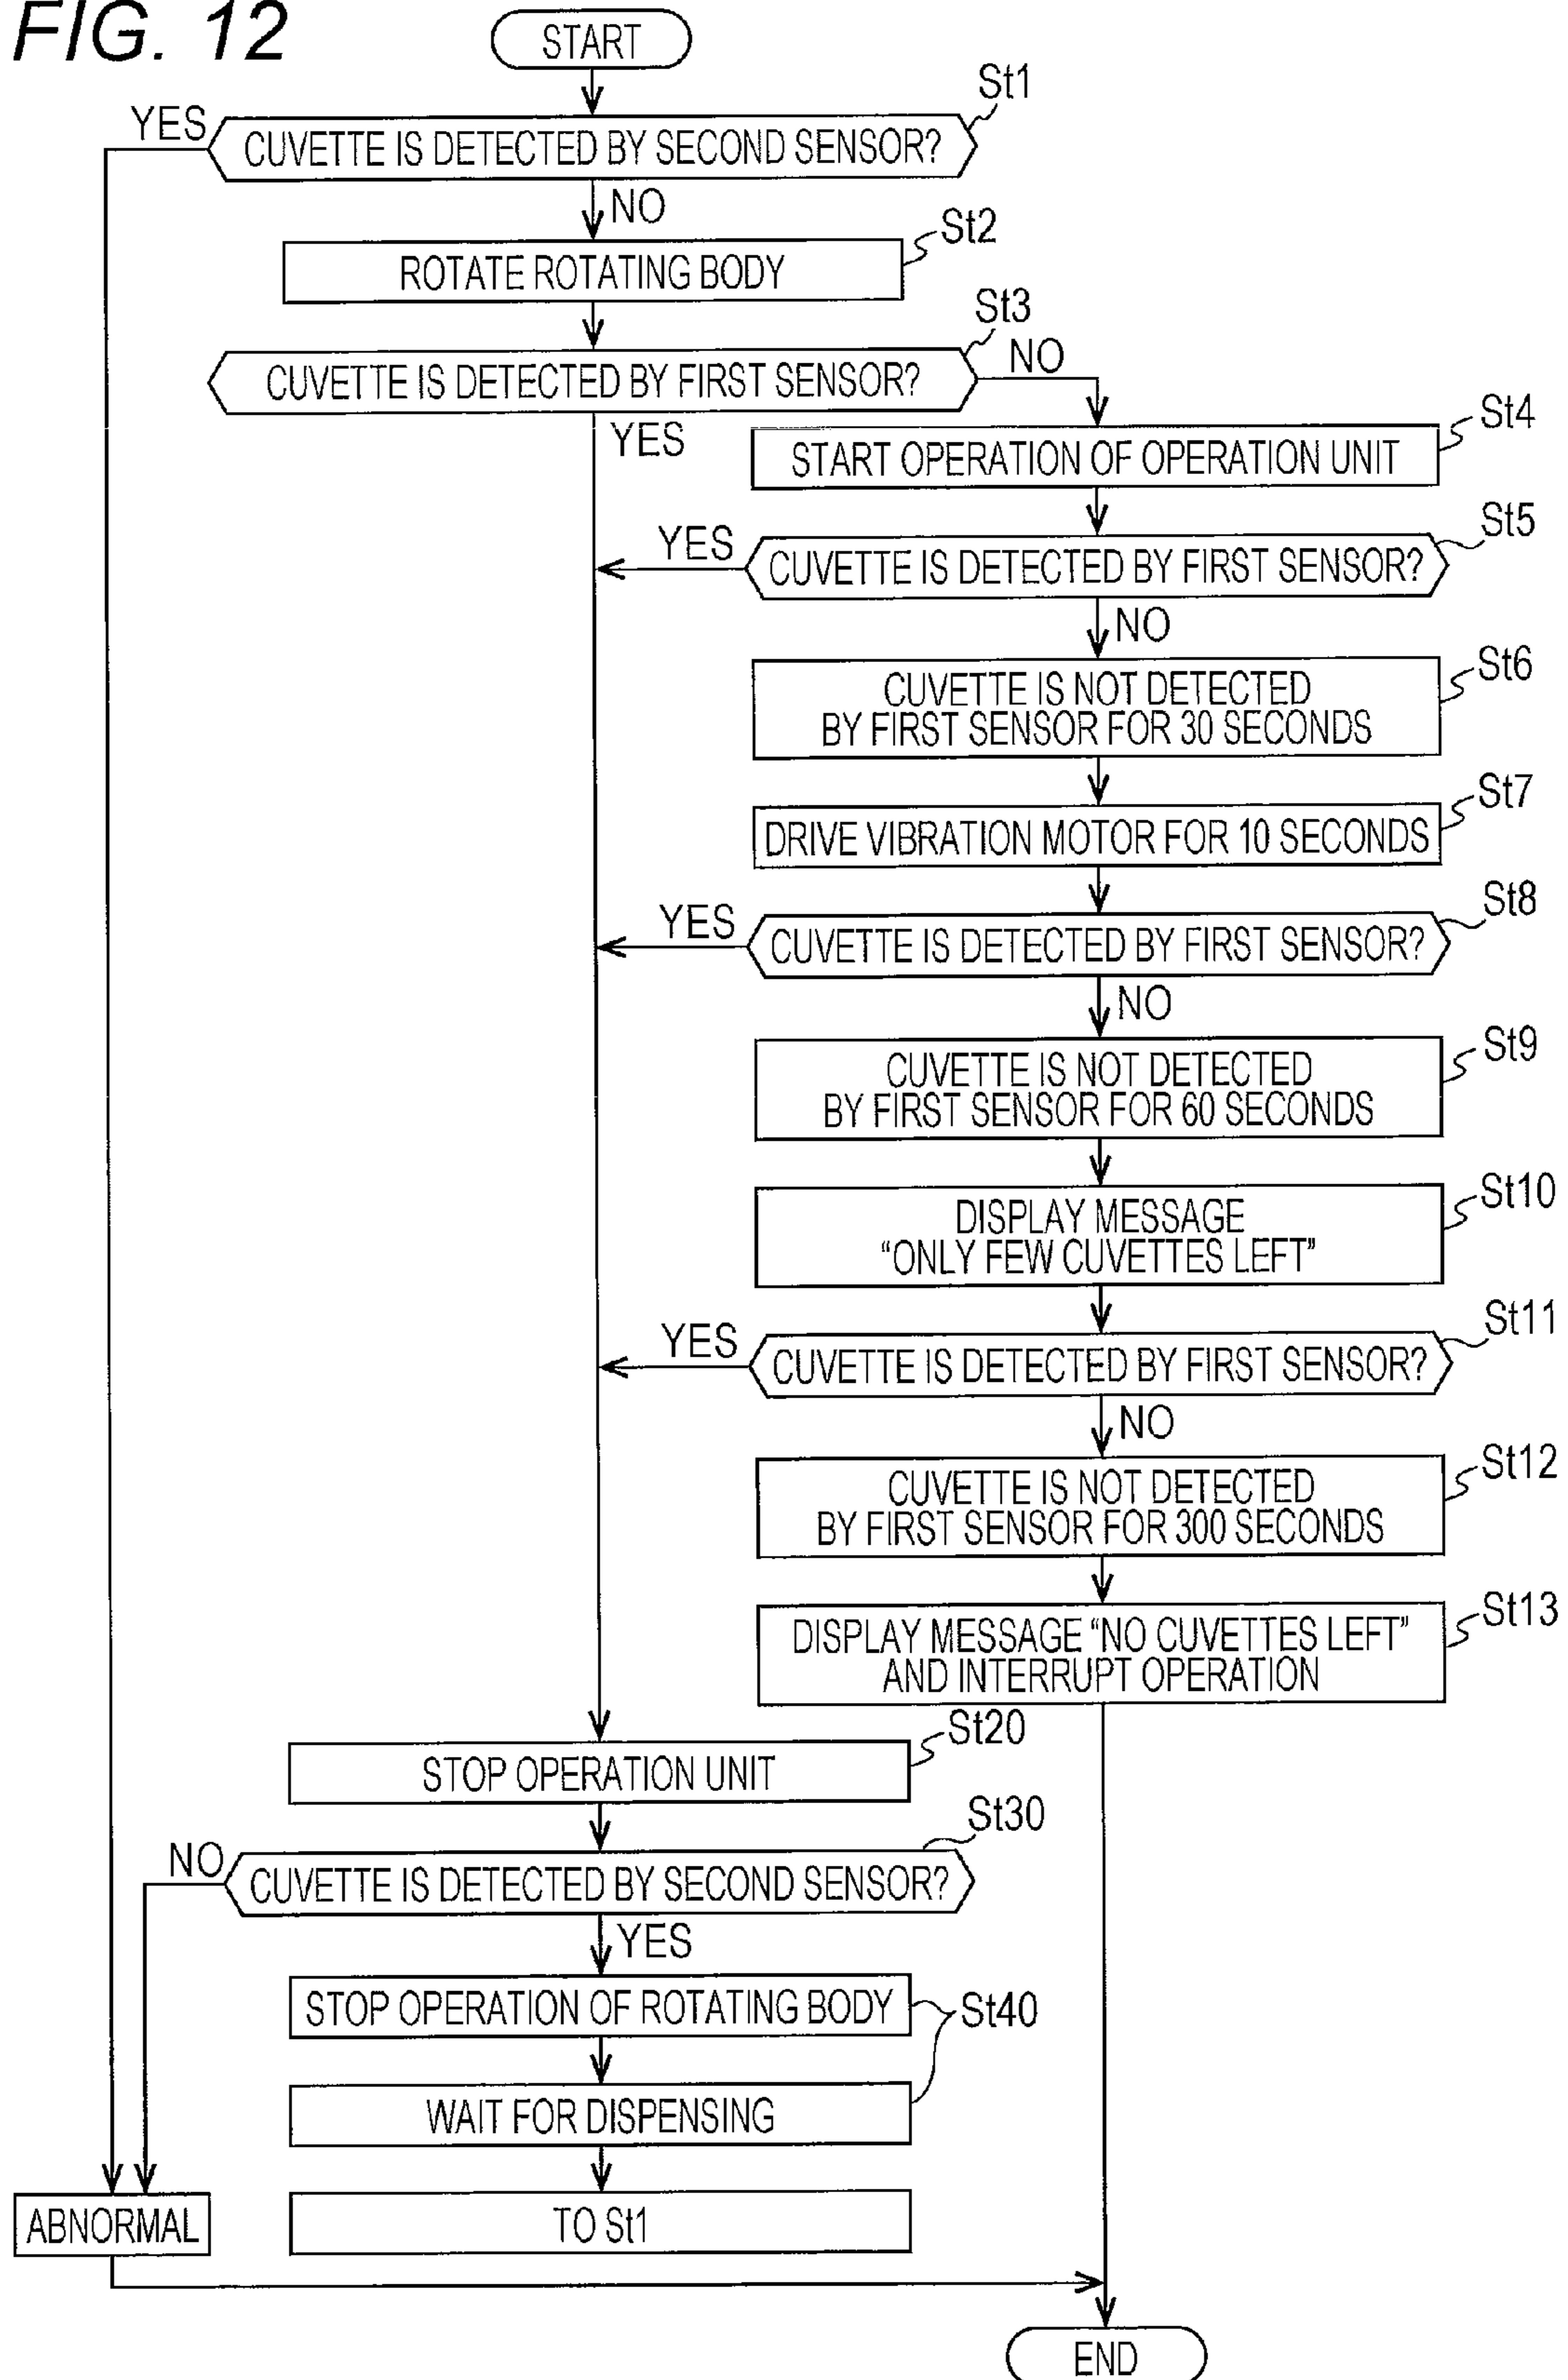 FIG. 12
START
St1
YES
CUVETTE IS DETECTED BY SECOND SENSOR?
NO
St2
ROTATE ROTATING BODY
St3
CUVETTE IS DETECTED BY FIRST SENSOR?
NO
YES
St4
START OPERATION OF OPERATION UNIT
St5
YES
CUVETTE IS DETECTED BY FIRST SENSOR?
NO
St6
CUVETTE IS NOT DETECTED
BY FIRST SENSOR FOR 30 SECONDS
St7
DRIVE VIBRATION MOTOR FOR 10 SECONDS
St8
YES
CUVETTE IS DETECTED BY FIRST SENSOR?
NO
St9
CUVETTE IS NOT DETECTED
BY FIRST SENSOR FOR 60 SECONDS
St10
DISPLAY MESSAGE
“ONLY FEW CUVETTES LEFT”
St11
YES
CUVETTE IS DETECTED BY FIRST SENSOR?
NO
St12
CUVETTE IS NOT DETECTED
BY FIRST SENSOR FOR 300 SECONDS
St13
DISPLAY MESSAGE “NO CUVETTES LEFT”
AND INTERRUPT OPERATION
St20
STOP OPERATION UNIT
St30
NO
CUVETTE IS DETECTED BY SECOND SENSOR?
YES
STOP OPERATION OF ROTATING BODY
St40
WAIT FOR DISPENSING
ABNORMAL
TO St1
END